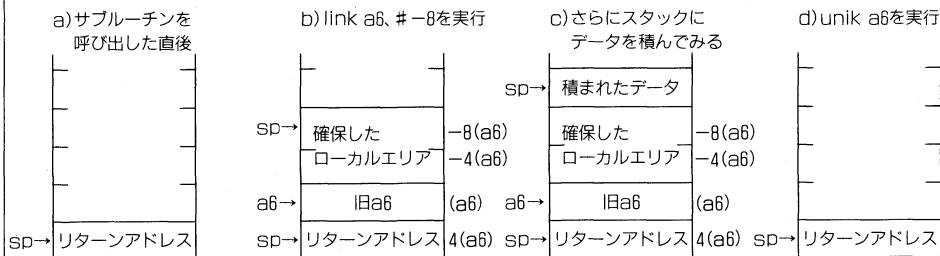 a)サブルーチンを
呼び出した直後
b)link a6、#-8を実行
c)さらにスタックに
データを積んでみる
d)unik a6を実行
sp→ リターンアドレス
sp→ 確保した -8(a6)
ローカルエリア -4(a6)
a6→ 旧a6 (a6)
sp→ リターンアドレス 4(a6)
sp→ 積まれたデータ
確保した -8(a6)
ローカルエリア -4(a6)
a6→ 旧a6 (a6)
sp→ リターンアドレス 4(a6)
sp→ リターンアドレス